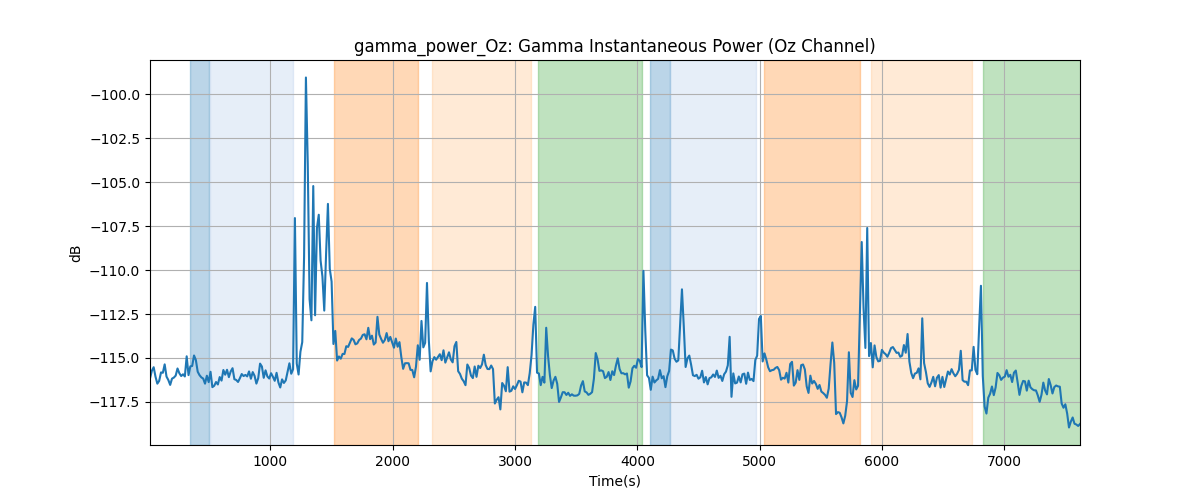 gamma_power_Oz: Gamma Instantaneous Power (Oz Channel)
−100.0
−102.5
−105.0
−107.5
−110.0
−112.5
−115.0
−117.5
dB
1000 2000 3000 4000 5000 6000 7000
Time(s)